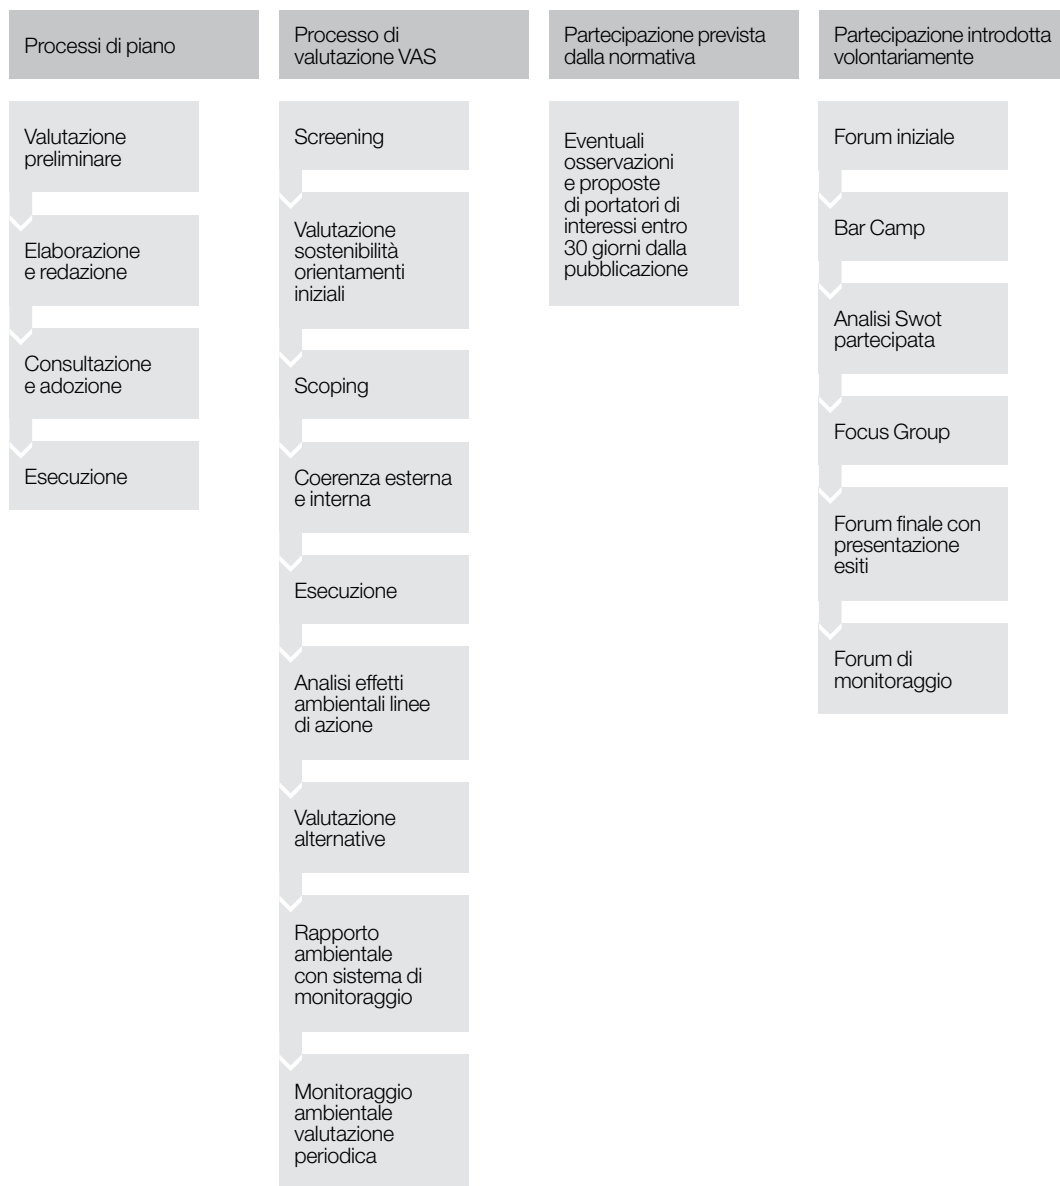 Processi di piano
Processo di
valutazione VAS
Partecipazione prevista
dalla normativa
Partecipazione introdotta
volontariamente
Valutazione
preliminare
Elaborazione
e redazione
Consultazione
e adozione
Esecuzione
Screening
Valutazione
sostenibilità
orientamenti
iniziali
Scoping
Coerenza esterna
e interna
Esecuzione
Analisi effetti
ambientali linee
di azione
Valutazione
alternative
Rapporto
ambientale
con sistema di
monitoraggio
Monitoraggio
ambientale
valutazione
periodica
Eventuali
osservazioni
e proposte
di portatori di
interessi entro
30 giorni dalla
pubblicazione
Forum iniziale
Bar Camp
Analisi Swot
partecipata
Focus Group
Forum finale con
presentazione
esiti
Forum di
monitoraggio